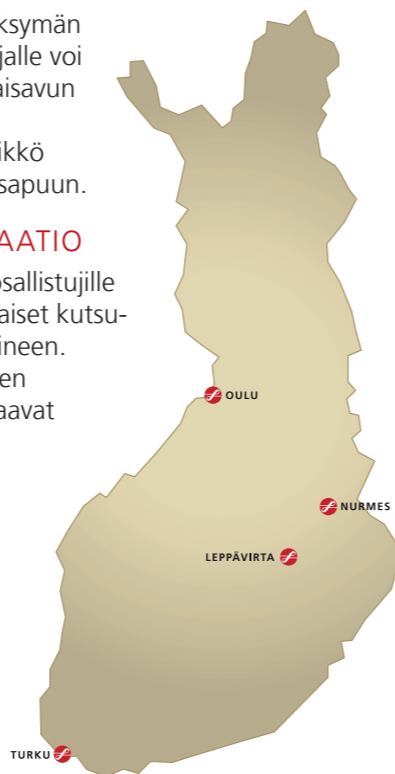 ksymän
jalle voi
aisavun
ikkö
sapuun.
AATIO
osallistujille
aiset kutsu-
ineen.
en
aavat
OULU
NURMES
LEPPÄVIRTA
TURKU